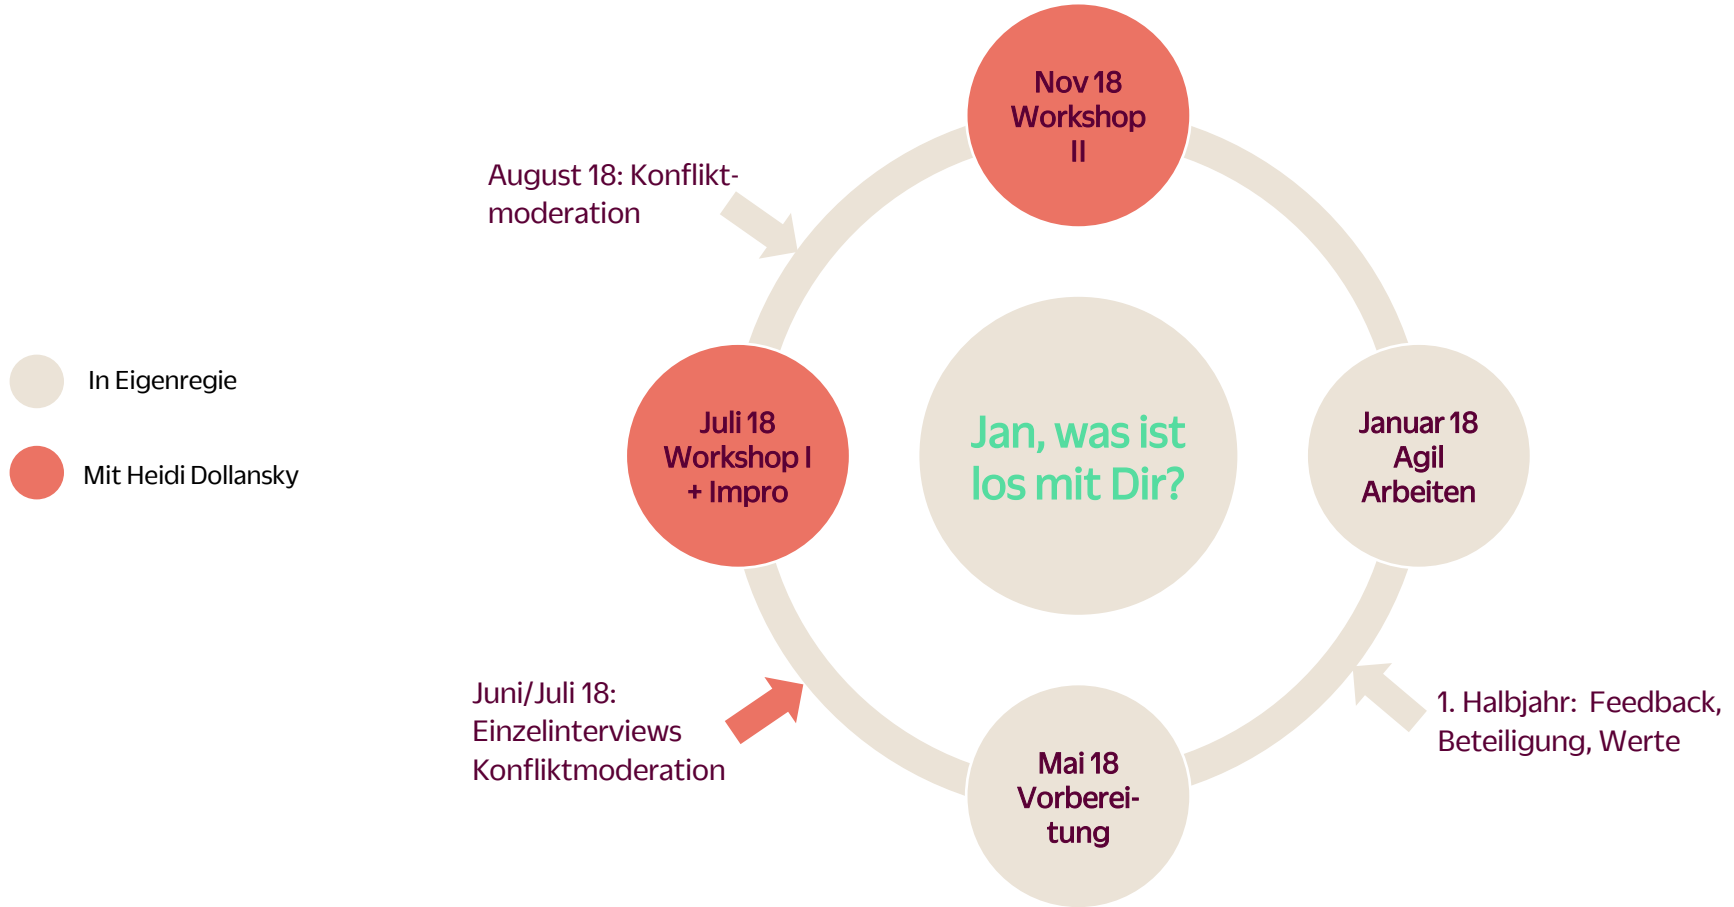 Nov 18
Workshop
II
August 18: Konflikt-
moderation
In Eigenregie
Mit Heidi Dollansky
Juli 18
Workshop I
+ Impro
Jan, was ist
los mit Dir?
Januar 18
Agil
Arbeiten
Juni/Juli 18:
Einzelinterviews
Konfliktmoderation
Mai 18
Vorberei-
tung
1. Halbjahr:  Feedback,
Beteiligung, Werte